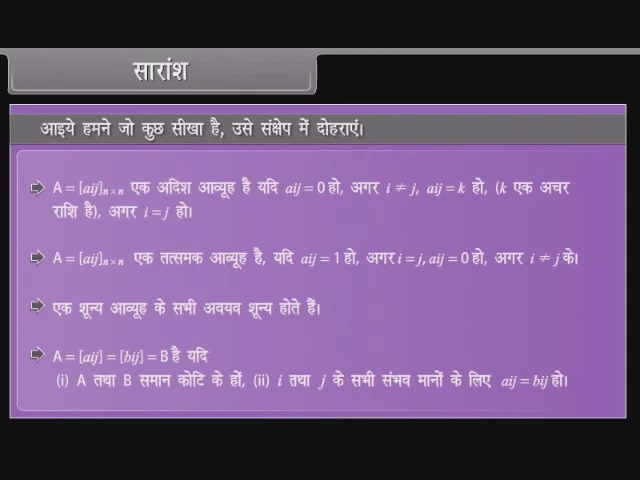 सारांश
आइये हमने जो कुछ सीखा है, उसे संक्षेप में दोहराएं।
A = [aij]n×n एक अदिश आव्यूह है यदि aij = 0 हो, अगर i ≠ j, aij = k हो, (k एक अचर
राशि है), अगर i = j हो।
A = [aij]n×n एक तत्समक आव्यूह है, यदि aij = 1 हो, अगर i = j, aij = 0 हो, अगर i ≠ j के।
एक शून्य आव्यूह के सभी अवयव शून्य होते हैं।
A = [aij] = [bij] = B है यदि
(i) A तथा B समान कोटि के हों, (ii) i तथा j के सभी संभव मानों के लिए aij = bij हो।